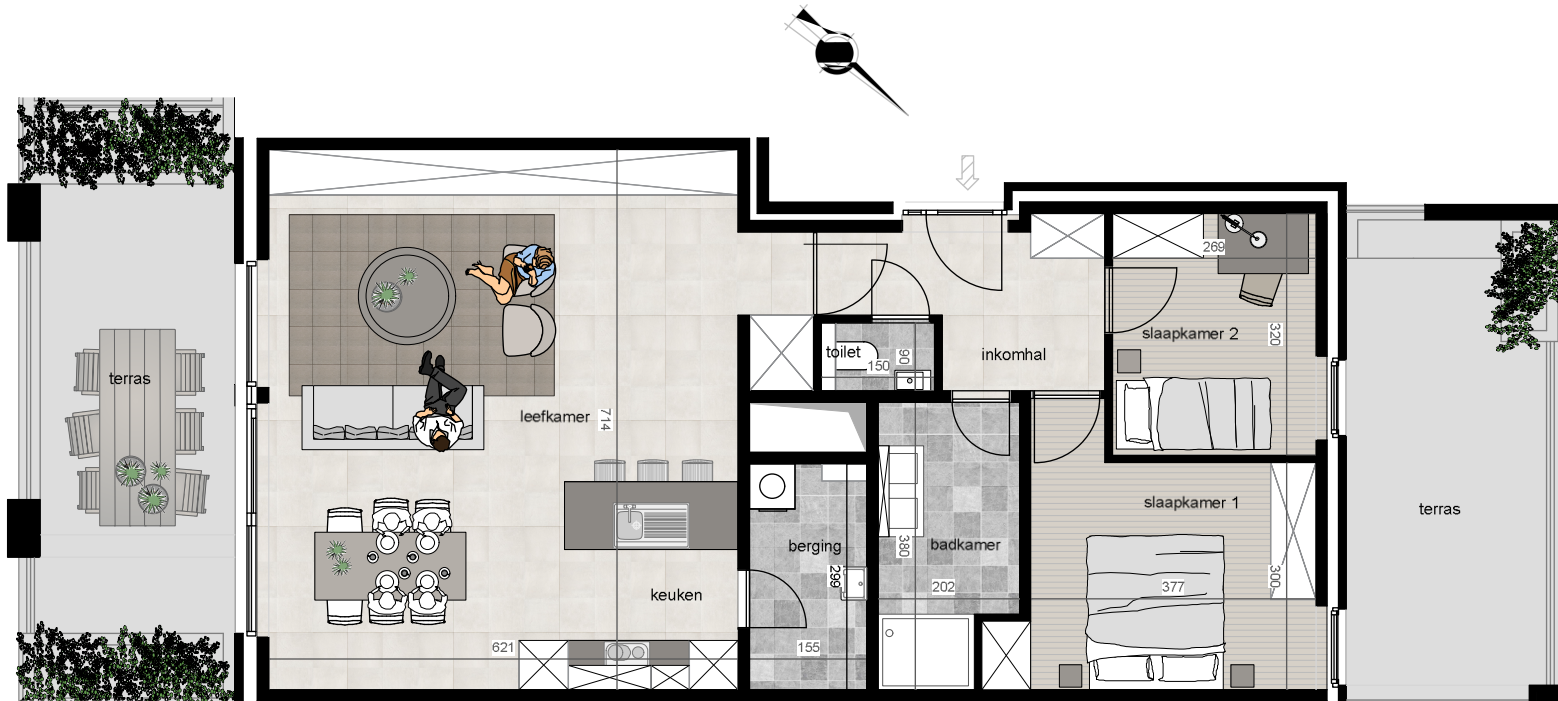 269
slaapkamer 2
320
toilet
150
90
inkomhal
terras
leefkamer
714
slaapkamer 1
terras
berging
299
380
badkamer
202
377
300
keuken
621
155